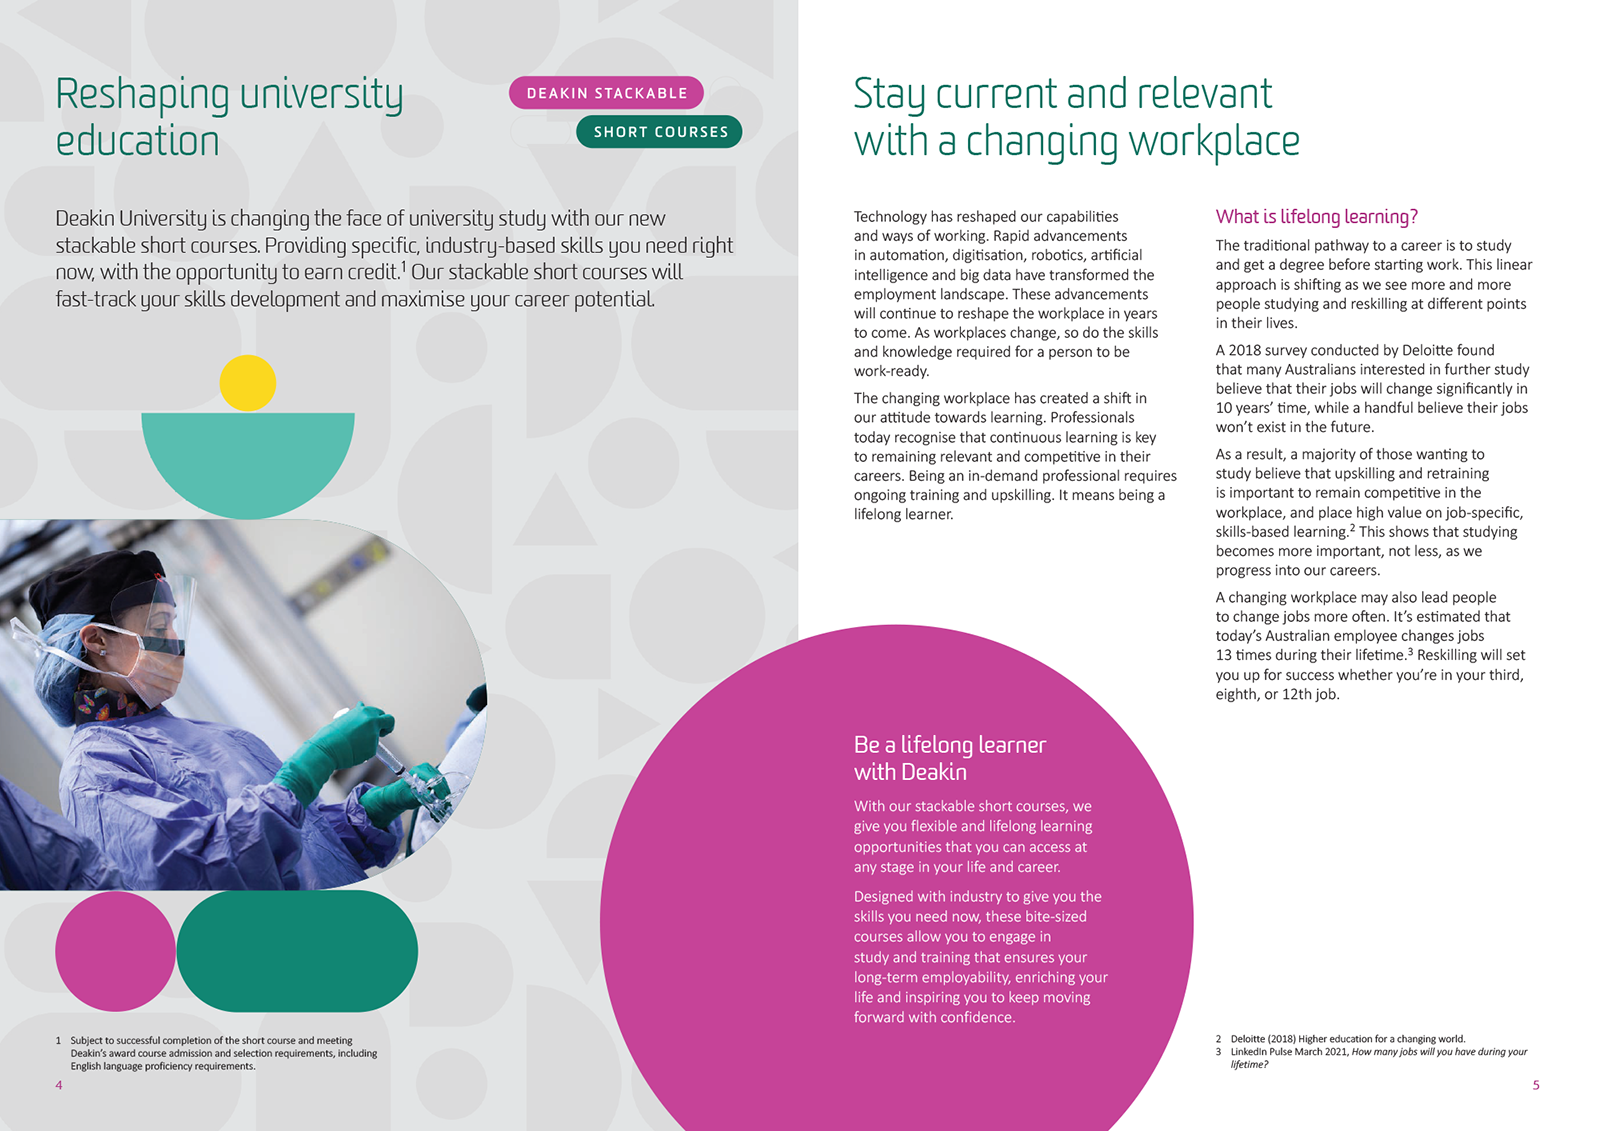 Reshaping university
education
DEAKIN STACKABLE
SHORT COURSES
Deakin University is changing the face of university study with our new
stackable short courses. Providing specific, industry-based skills you need right
now, with the opportunity to earn credit.1 Our stackable short courses will
fast-track your skills development and maximise your career potential.
1 Subject to successful completion of the short course and meeting
Deakin's award course admission and selection requirements, including
English language proficiency requirements.
4
Stay current and relevant
with a changing workplace
Technology has reshaped our capabilities
and ways of working. Rapid advancements
in automation, digitisation, robotics, artificial
intelligence and big data have transformed the
employment landscape. These advancements
will continue to reshape the workplace in years
to come. As workplaces change, so do the skills
and knowledge required for a person to be
work-ready.
The changing workplace has created a shift in
our attitude towards learning. Professionals
today recognise that continuous learning is key
to remaining relevant and competitive in their
careers. Being an in-demand professional requires
ongoing training and upskilling. It means being a
lifelong learner.
Be a lifelong learner
with Deakin
With our stackable short courses, we
give you flexible and lifelong learning
opportunities that you can access at
any stage in your life and career.
Designed with industry to give you the
skills you need now, these bite-sized
courses allow you to engage in
study and training that ensures your
long-term employability, enriching your
life and inspiring you to keep moving
forward with confidence.
What is lifelong learning?
The traditional pathway to a career is to study
and get a degree before starting work. This linear
approach is shifting as we see more and more
people studying and reskilling at different points
in their lives.
A 2018 survey conducted by Deloitte found
that many Australians interested in further study
believe that their jobs will change significantly in
10 years' time, while a handful believe their jobs
won't exist in the future.
As a result, a majority of those wanting to
study believe that upskilling and retraining
is important to remain competitive in the
workplace, and place high value on job-specific,
skills-based learning.2 This shows that studying
becomes more important, not less, as we
progress into our careers.
A changing workplace may also lead people
to change jobs more often. It's estimated that
today's Australian employee changes jobs
13 times during their lifetime.3 Reskilling will set
you up for success whether you're in your third,
eighth, or 12th job.
2 Deloitte (2018) Higher education for a changing world.
3 LinkedIn Pulse March 2021, How many jobs will you have during your
lifetime?
5